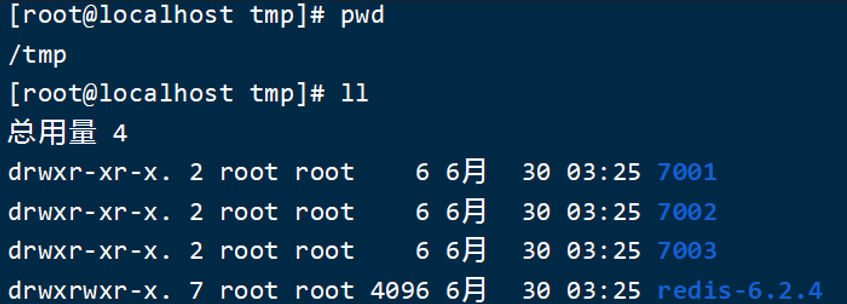 [root@localhost tmp]# pwd
/tmp
[root@localhost tmp]# ll
总用量 4
drwxr-xr-x. 2 root root    6 6月  30 03:25 7001
drwxr-xr-x. 2 root root    6 6月  30 03:25 7002
drwxr-xr-x. 2 root root    6 6月  30 03:25 7003
drwxrwxr-x. 7 root root 4096 6月  30 03:25 redis-6.2.4